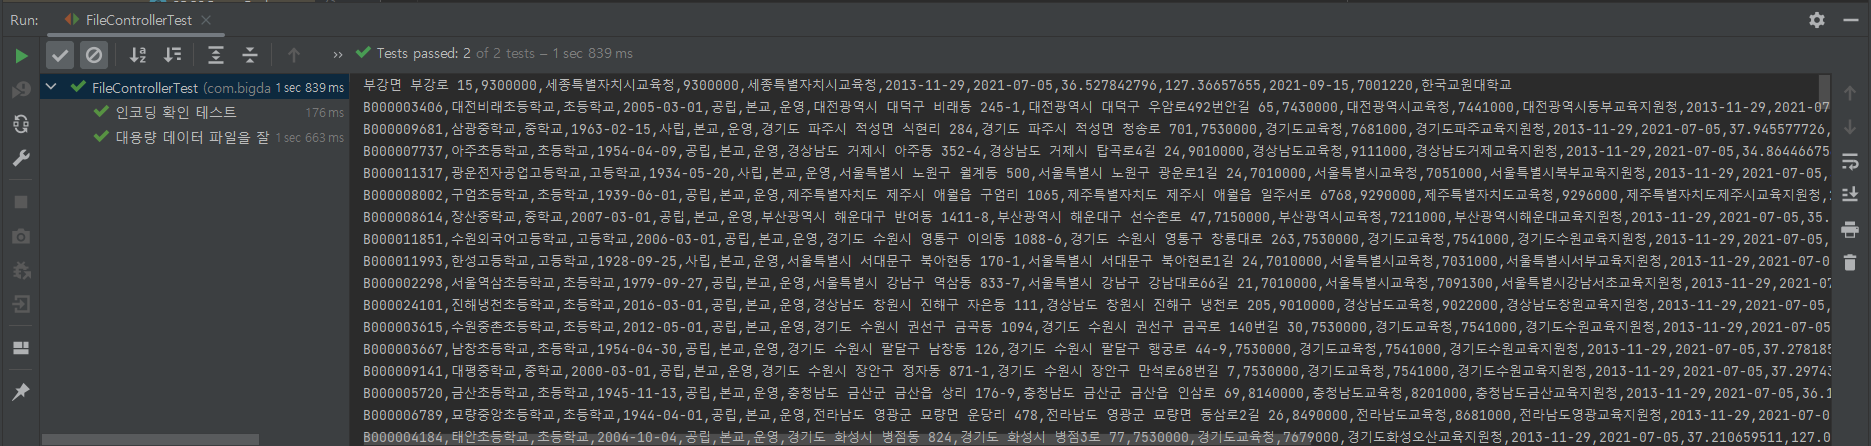 Run: FileControllerTest
Tests passed: 2 of 2 tests – 1 sec 839 ms
FileControllerTest (com.bigda 1 sec 839 ms
인코딩 확인 테스트 176 ms
대용량 데이터 파일을 잘 1 sec 663 ms
부강면 부강로 15,9300000,세종특별자치시교육청,9300000,세종특별자치시교육청,2013-11-29,2021-07-05,36.527842796,127.36657655,2021-09-15,7001220,한국교원대학교
B000003406,대전비래초등학교,초등학교,2005-03-01,공립,본교,운영,대전광역시 대덕구 비래동 245-1,대전광역시 대덕구 우암로492번안길 65,7430000,대전광역시교육청,7441000,대전광역시동부교육지원청,2013-11-29,2021-07
B000009681,삼광중학교,중학교,1963-02-15,사립,본교,운영,경기도 파주시 적성면 식현리 284,경기도 파주시 적성면 청송로 701,7530000,경기도교육청,7681000,경기도파주교육지원청,2013-11-29,2021-07-05,37.945577726,
B000007737,아주초등학교,초등학교,1954-04-09,공립,본교,운영,경상남도 거제시 아주동 352-4,경상남도 거제시 탑곡로4길 24,9010000,경상남도교육청,9111000,경상남도거제교육지원청,2013-11-29,2021-07-05,34.86446675
B000011317,광운전자공업고등학교,고등학교,1934-05-20,사립,본교,운영,서울특별시 노원구 월계동 500,서울특별시 노원구 광운로1길 24,7010000,서울특별시교육청,7051000,서울특별시북부교육지원청,2013-11-29,2021-07-05,
B000008002,구엄초등학교,초등학교,1939-06-01,공립,본교,운영,제주특별자치도 제주시 애월읍 구엄리 1065,제주특별자치도 제주시 애월읍 일주서로 6768,9290000,제주특별자치도교육청,9296000,제주특별자치도제주시교육지원청,
B000008614,장산중학교,중학교,2007-03-01,공립,본교,운영,부산광역시 해운대구 반여동 1411-8,부산광역시 해운대구 선수촌로 47,7150000,부산광역시교육청,7211000,부산광역시해운대교육지원청,2013-11-29,2021-07-05,35.
B000011851,수원외국어고등학교,고등학교,2006-03-01,공립,본교,운영,경기도 수원시 영통구 이의동 1088-6,경기도 수원시 영통구 창룡대로 263,7530000,경기도교육청,7541000,경기도수원교육지원청,2013-11-29,2021-07-05,
B000011993,한성고등학교,고등학교,1928-09-25,사립,본교,운영,서울특별시 서대문구 북아현동 170-1,서울특별시 서대문구 북아현로1길 24,7010000,서울특별시교육청,7031000,서울특별시서부교육지원청,2013-11-29,2021-07-0
B000002298,서울역삼초등학교,초등학교,1979-09-27,공립,본교,운영,서울특별시 강남구 역삼동 833-7,서울특별시 강남구 강남대로66길 21,7010000,서울특별시교육청,7091300,서울특별시강남서초교육지원청,2013-11-29,2021-07
B000024101,진해냉천초등학교,초등학교,2016-03-01,공립,본교,운영,경상남도 창원시 진해구 자은동 111,경상남도 창원시 진해구 냉천로 205,9010000,경상남도교육청,9022000,경상남도창원교육지원청,2013-11-29,2021-07-05,
B000003615,수원중촌초등학교,초등학교,2012-05-01,공립,본교,운영,경기도 수원시 권선구 금곡동 1094,경기도 수원시 권선구 금곡로 140번길 30,7530000,경기도교육청,7541000,경기도수원교육지원청,2013-11-29,2021-07-05
B000003667,남창초등학교,초등학교,1954-04-30,공립,본교,운영,경기도 수원시 팔달구 남창동 126,경기도 수원시 팔달구 행궁로 44-9,7530000,경기도교육청,7541000,경기도수원교육지원청,2013-11-29,2021-07-05,37.278185
B000009141,대평중학교,중학교,2000-03-01,공립,본교,운영,경기도 수원시 장안구 정자동 871-1,경기도 수원시 장안구 만석로68번길 7,7530000,경기도교육청,7541000,경기도수원교육지원청,2013-11-29,2021-07-05,37.29743
B000005720,금산초등학교,초등학교,1945-11-13,공립,본교,운영,충청남도 금산군 금산읍 상리 176-9,충청남도 금산군 금산읍 인삼로 69,8140000,충청남도교육청,8201000,충청남도금산교육지원청,2013-11-29,2021-07-05,36.1
B000006789,묘량중앙초등학교,초등학교,1944-04-01,공립,본교,운영,전라남도 영광군 묘량면 운당리 478,전라남도 영광군 묘량면 동삼로2길 26,8490000,전라남도교육청,8681000,전라남도영광교육지원청,2013-11-29,2021-07-0
B000004184,태안초등학교,초등학교,2004-10-04,공립,본교,운영,경기도 화성시 병점동 824,경기도 화성시 병점3로 77,7530000,경기도교육청,7679000,경기도화성오산교육지원청,2013-11-29,2021-07-05,37.210659511,127.0